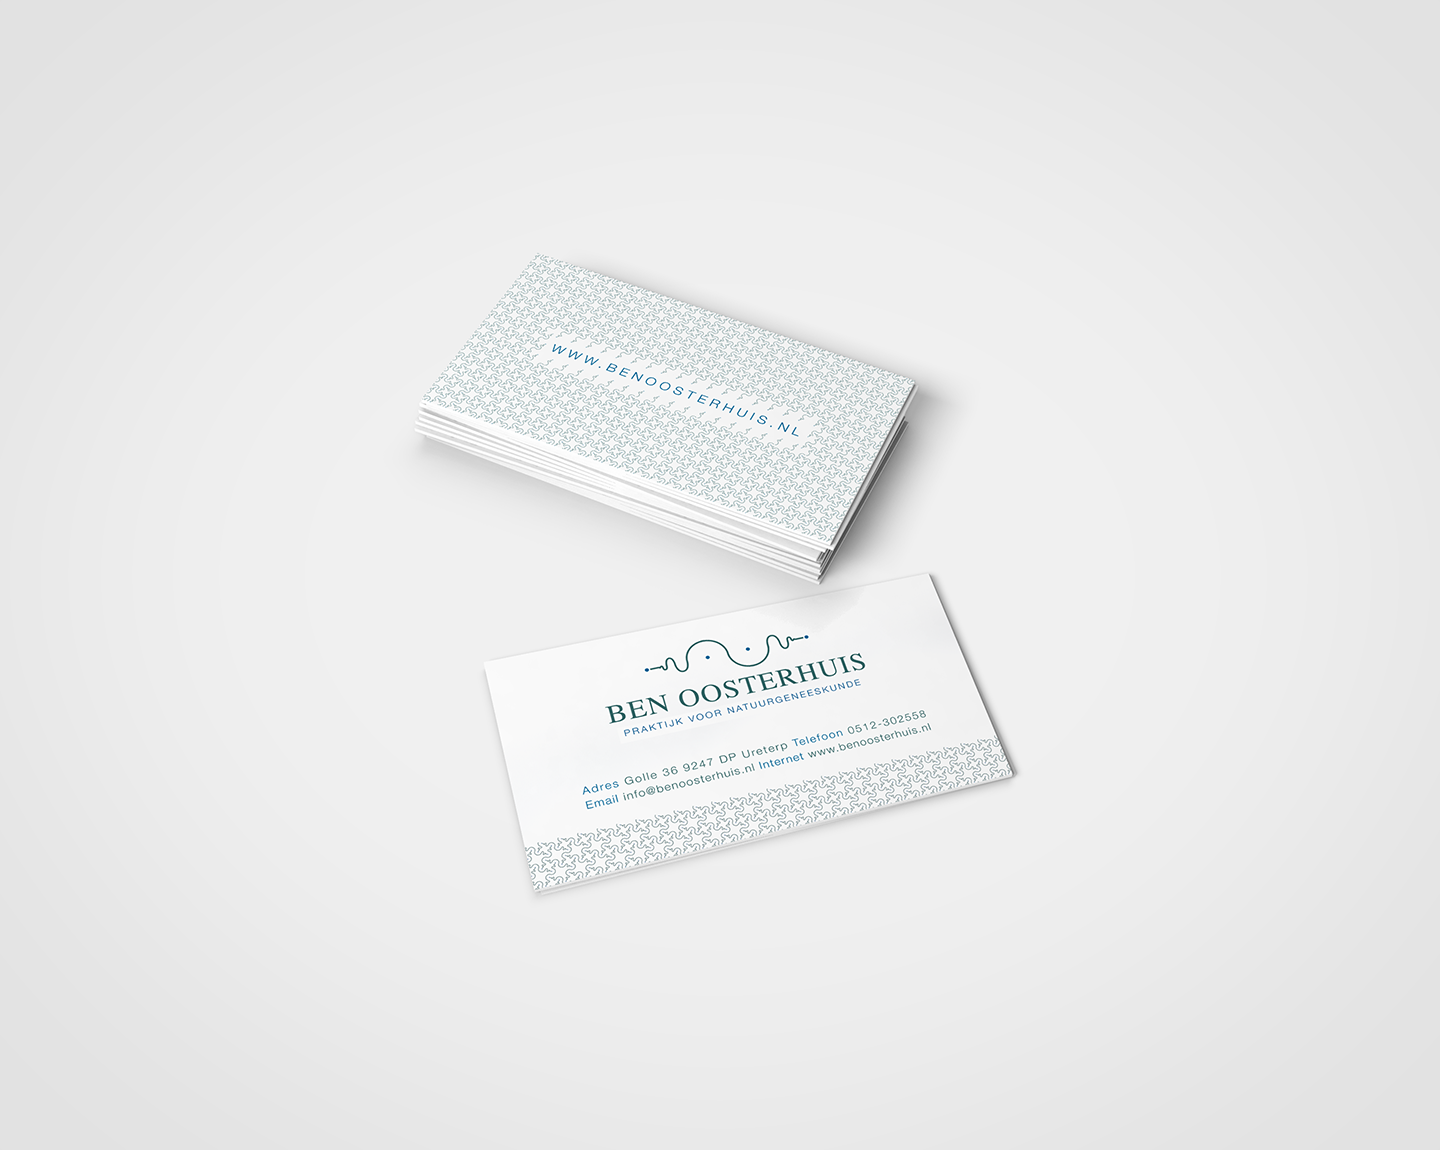 WWW.BENOOSTERHUIS.NL
BEN OOSTERHUIS
PRAKTIJK VOOR NATUURGENEESKUNDE
Adres Golle 36 9247 DP Ureterp Telefoon 0512-302558
Email info@benoosterhuis.nl Internet www.benoosterhuis.nl